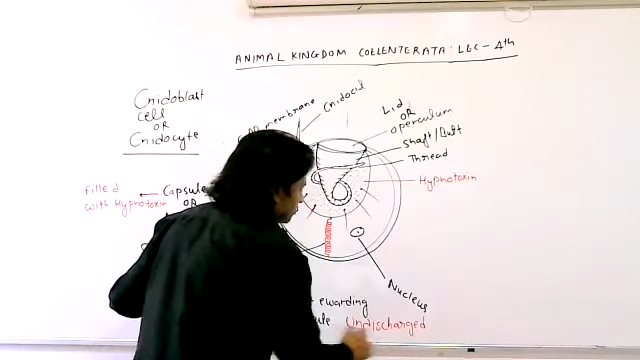 ANIMAL KINGDOM COELENTERATA: LEC-4th
Cnidoblast
cell
OR
Cnidocyte
membrane
Cnidocil
Lid
OR
operculum
Shaft/Butt
Thread
Hypnotoxin
filled
with Hypnotoxin
Capsule
OR
Nucleus
Undischarged